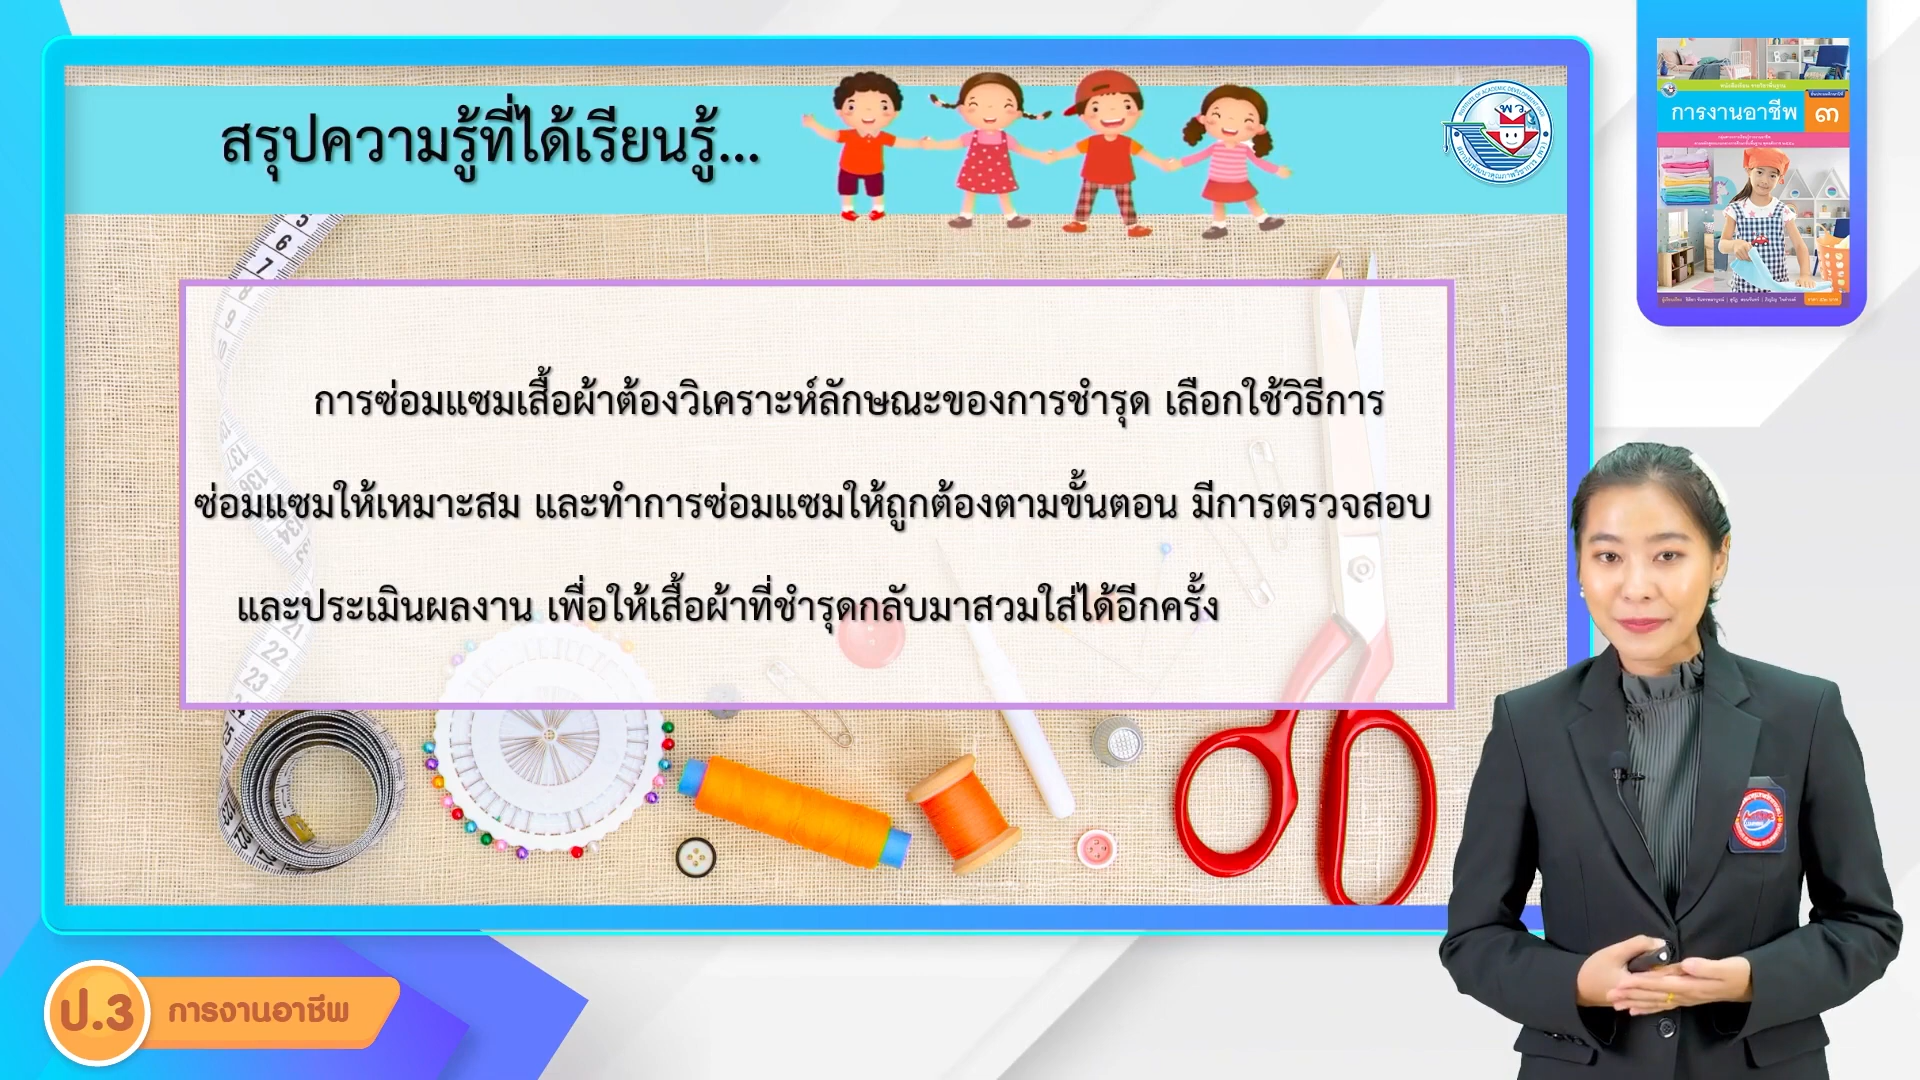 สรุปความรู้ที่ได้เรียนรู้...
การซ่อมแซมเสื้อผ้าต้องวิเคราะห์ลักษณะของการชำรุด เลือกใช้วิธีการ
ซ่อมแซมให้เหมาะสม และทำการซ่อมแซมให้ถูกต้องตามขั้นตอน มีการตรวจสอบ
และประเมินผลงาน เพื่อให้เสื้อผ้าที่ชำรุดกลับมาสวมใส่ได้อีกครั้ง
พว.
การงานอาชีพ ๓
ป.3 การงานอาชีพ
5
6
7
8
9
22
23
25